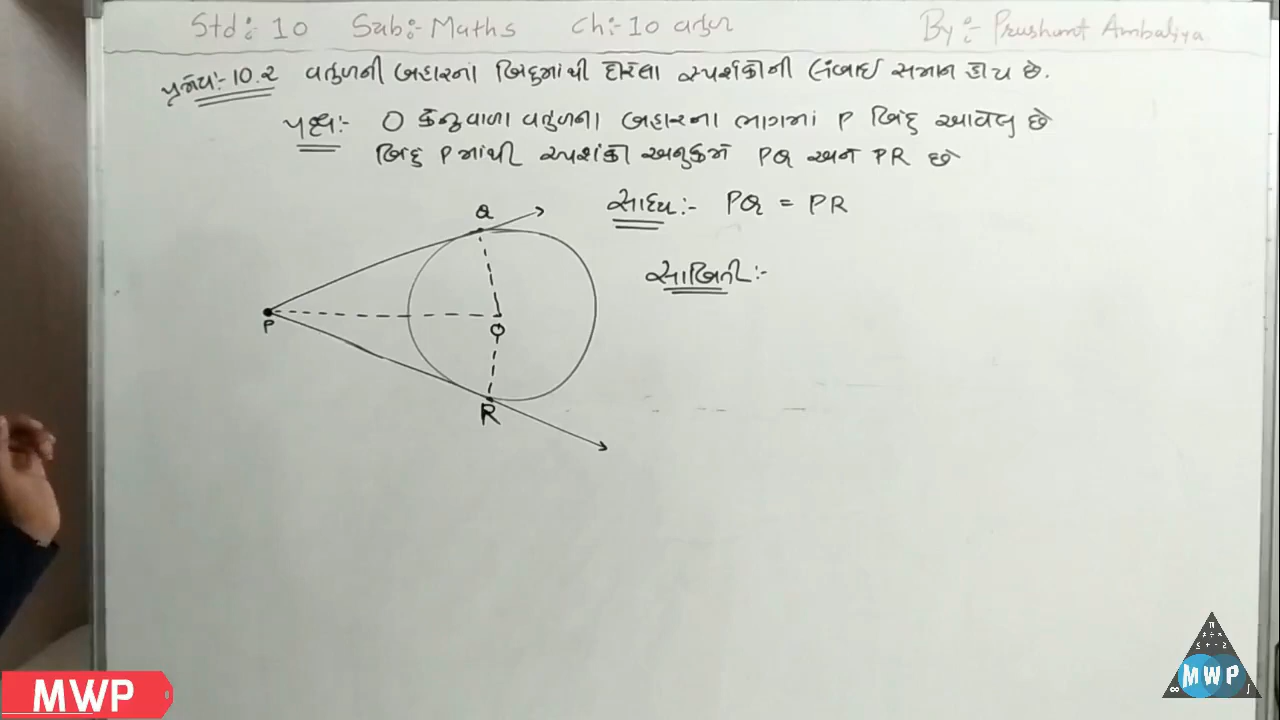 Std:- 10 Sub:- Maths Ch:- 10 વર્તુળ By:- Prushant Ambaliya
પ્રમેય:- 10.2 વર્તુળની બહારના બિંદુમાંથી દોરેલા સ્પર્શકોની લંબાઈ સમાન હોય છે.
પક્ષ:- O કેન્દ્રવાળા વર્તુળના બહારના ભાગમાં P બિંદુ આવેલુ છે
બિંદુ P માંથી સ્પર્શકો અનુક્રમે PQ અને PR છે
સાધ્ય:- PQ = PR
સાબિતી:-
Q
P
O
R
MWP
MWP